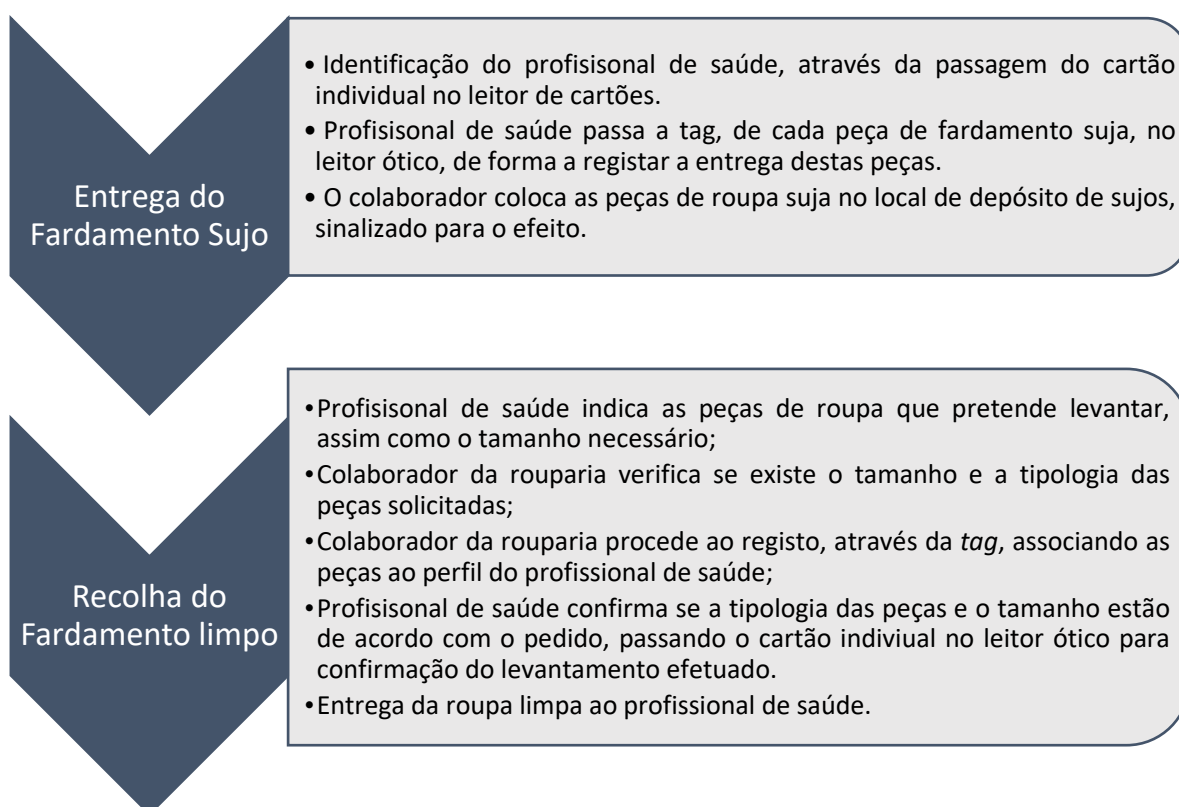 Entrega do
Fardamento Sujo
• Identificação do profisisonal de saúde, através da passagem do cartão
individual no leitor de cartões.
• Profisisonal de saúde passa a tag, de cada peça de fardamento suja, no
leitor ótico, de forma a registar a entrega destas peças.
• O colaborador coloca as peças de roupa suja no local de depósito de sujos,
sinalizado para o efeito.
Recolha do
Fardamento limpo
•Profisisonal de saúde indica as peças de roupa que pretende levantar,
assim como o tamanho necessário;
•Colaborador da rouparia verifica se existe o tamanho e a tipologia das
peças solicitadas;
•Colaborador da rouparia procede ao registo, através da tag, associando as
peças ao perfil do profissional de saúde;
•Profisisonal de saúde confirma se a tipologia das peças e o tamanho estão
de acordo com o pedido, passando o cartão indiviual no leitor ótico para
confirmação do levantamento efetuado.
•Entrega da roupa limpa ao profissional de saúde.